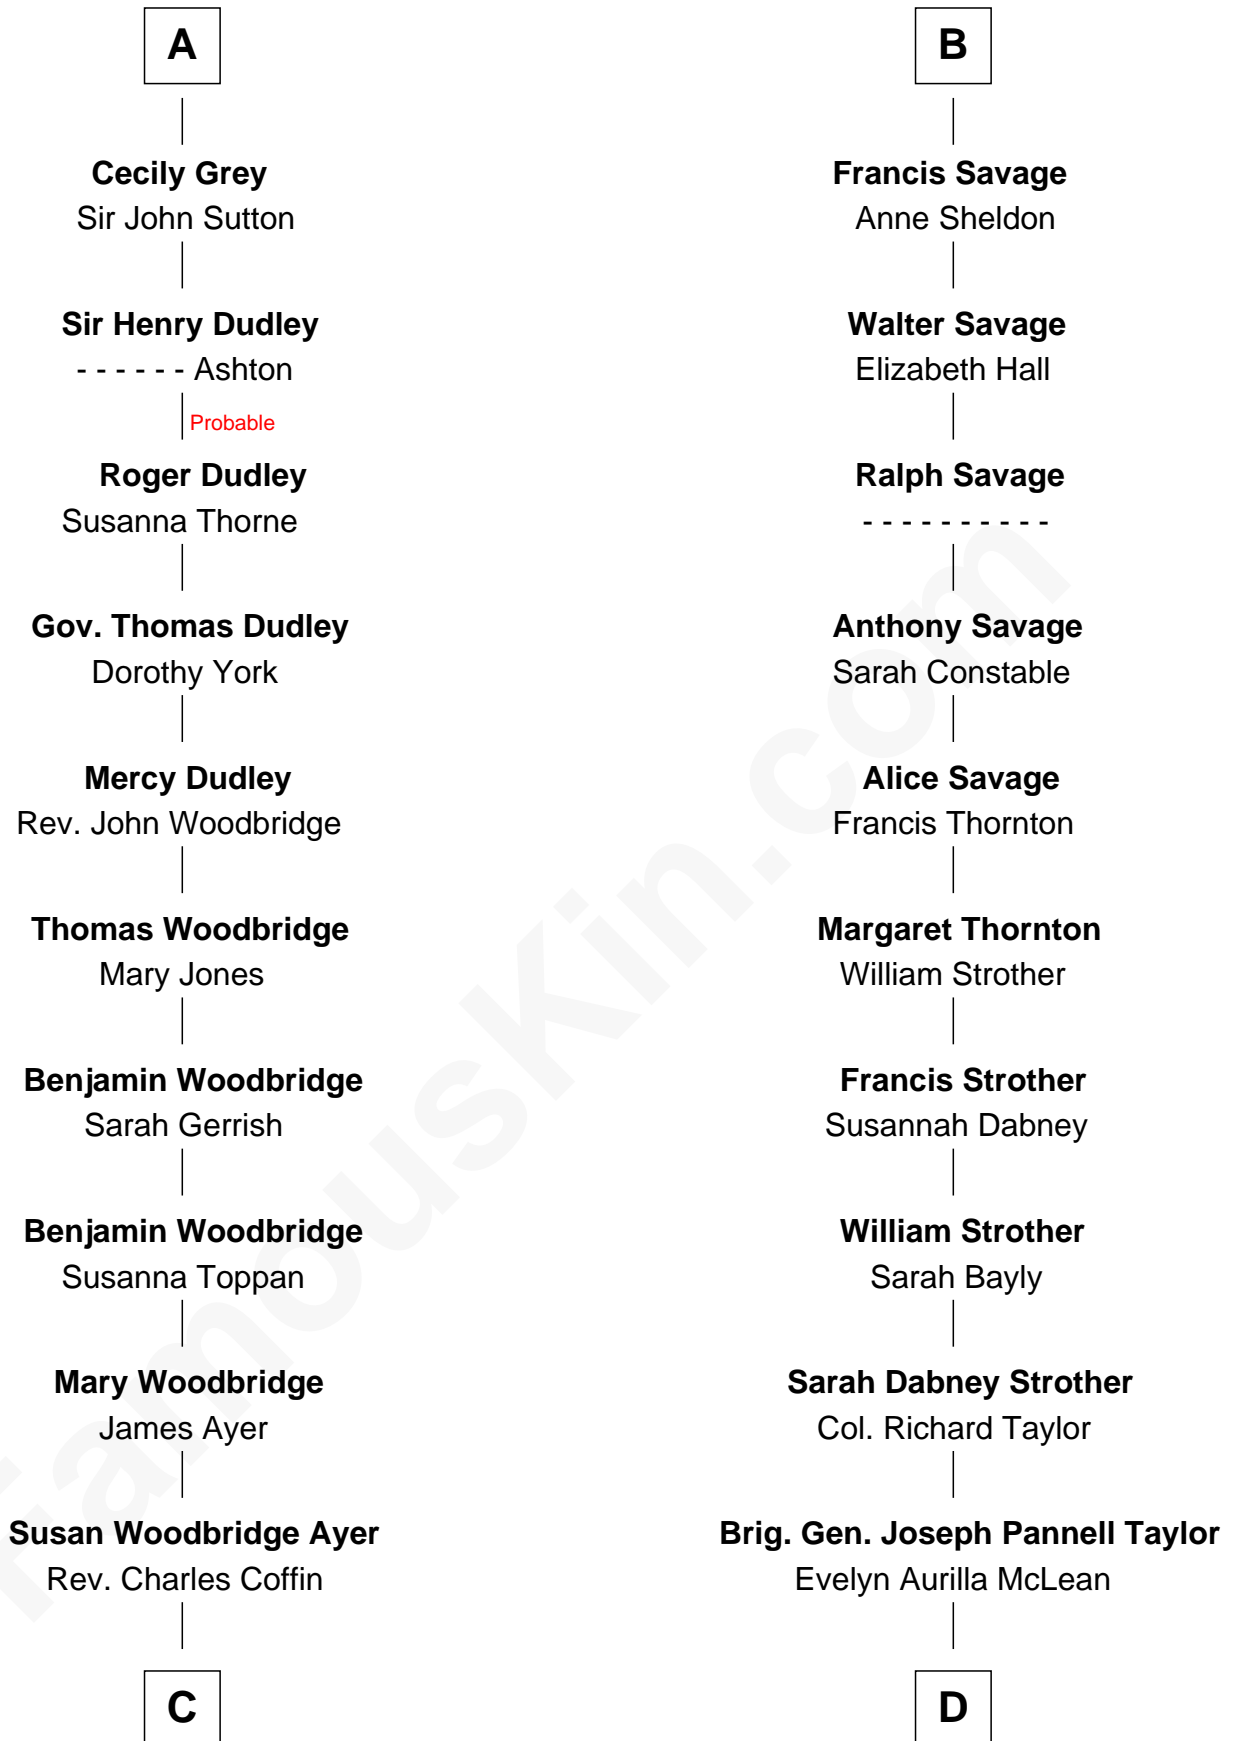 A
Cecily Grey
Sir John Sutton
Sir Henry Dudley
- - - - - - Ashton
Probable
Roger Dudley
Susanna Thorne
Gov. Thomas Dudley
Dorothy York
Mercy Dudley
Rev. John Woodbridge
Thomas Woodbridge
Mary Jones
Benjamin Woodbridge
Sarah Gerrish
Benjamin Woodbridge
Susanna Toppan
Mary Woodbridge
James Ayer
Susan Woodbridge Ayer
Rev. Charles Coffin
C
B
Francis Savage
Anne Sheldon
Walter Savage
Elizabeth Hall
Ralph Savage
- - - - - - - - - -
Anthony Savage
Sarah Constable
Alice Savage
Francis Thornton
Margaret Thornton
William Strother
Francis Strother
Susannah Dabney
William Strother
Sarah Bayly
Sarah Dabney Strother
Col. Richard Taylor
Brig. Gen. Joseph Pannell Taylor
Evelyn Aurilla McLean
D
FamousKin.com